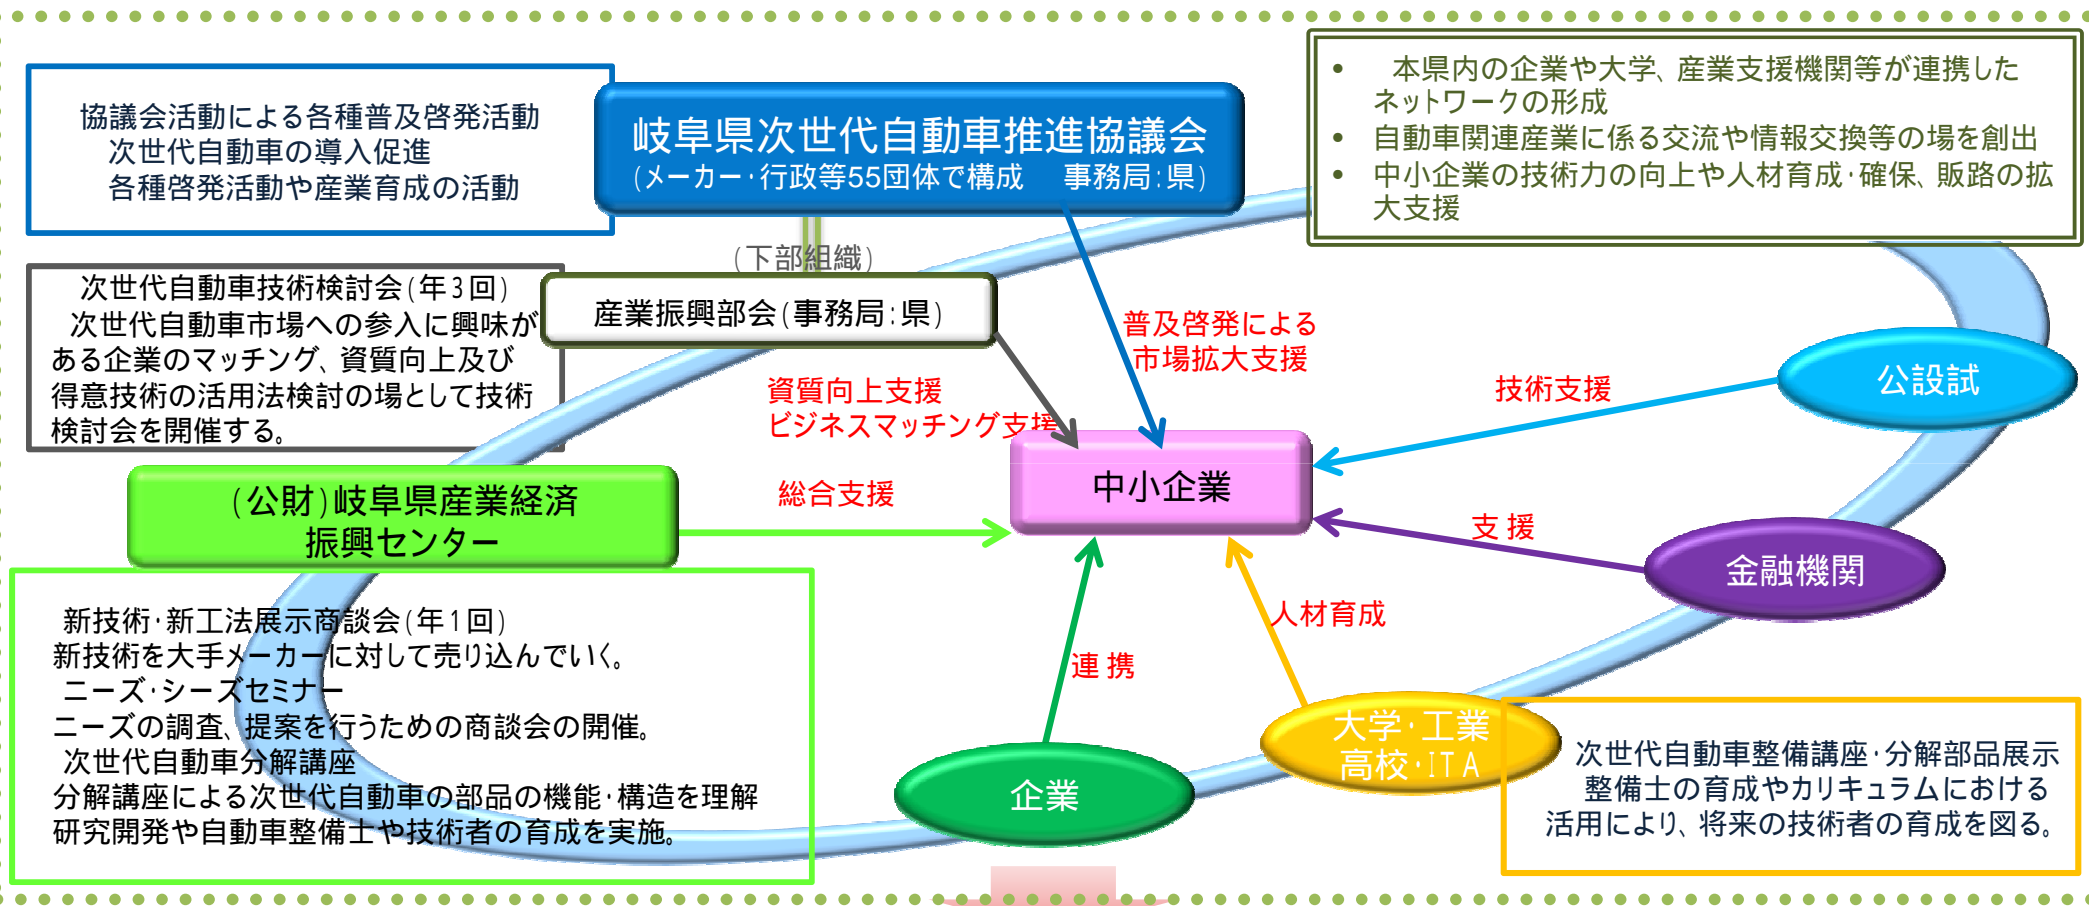 協議会活動による各種普及啓発活動
次世代自動車の導入促進
各種啓発活動や産業育成の活動
岐阜県次世代自動車推進協議会
(メーカー・行政等55団体で構成　事務局:県)
• 本県内の企業や大学、産業支援機関等が連携した
ネットワークの形成
• 自動車関連産業に係る交流や情報交換等の場を創出
• 中小企業の技術力の向上や人材育成・確保、販路の拡
大支援
(下部組織)
次世代自動車技術検討会(年3回)
次世代自動車市場への参入に興味が
ある企業のマッチング、資質向上及び
得意技術の活用法検討の場として技術
検討会を開催する。
産業振興部会(事務局:県)
普及啓発による
市場拡大支援
資質向上支援
ビジネスマッチング支援
技術支援
公設試
(公財)岐阜県産業経済
振興センター
総合支援
中小企業
支援
金融機関
新技術・新工法展示商談会(年1回)
新技術を大手メーカーに対して売り込んでいく。
ニーズ・シーズセミナー
ニーズの調査、提案を行うための商談会の開催。
次世代自動車分解講座
分解講座による次世代自動車の部品の機能・構造を理解
研究開発や自動車整備士や技術者の育成を実施。
連携
人材育成
企業
大学・工業
高校・ITA
次世代自動車整備講座・分解部品展示
整備士の育成やカリキュラムにおける
活用により、将来の技術者の育成を図る。